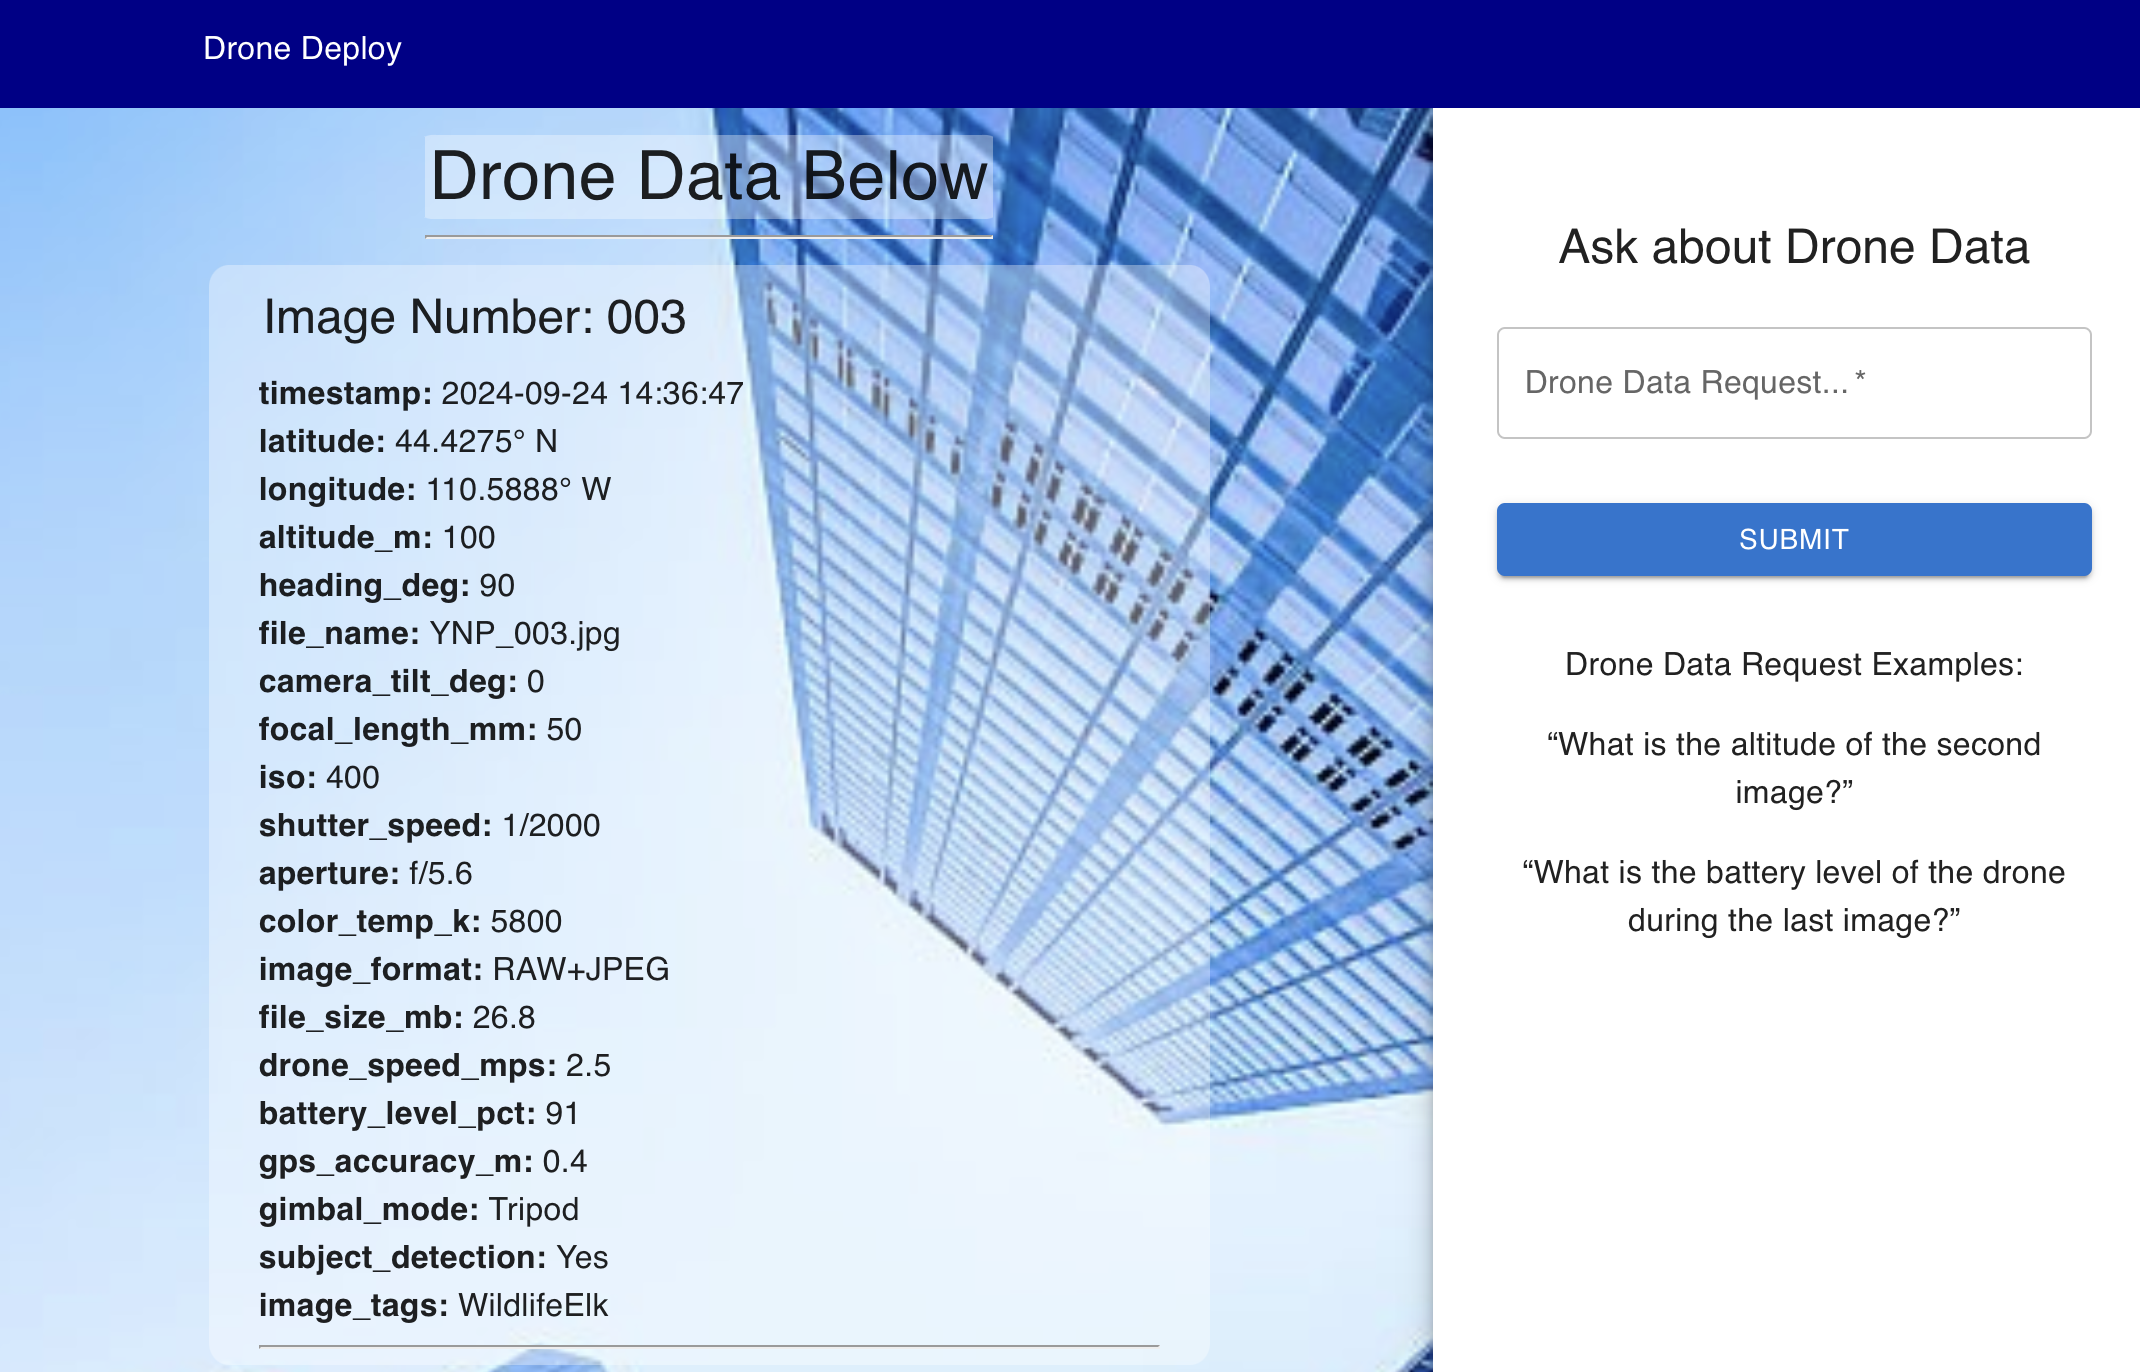 Drone Deploy
Drone Data Below
Image Number: 003
timestamp: 2024-09-24 14:36:47
latitude: 44.4275° N
longitude: 110.5888° W
altitude_m: 100
heading_deg: 90
file_name: YNP_003.jpg
camera_tilt_deg: 0
focal_length_mm: 50
iso: 400
shutter_speed: 1/2000
aperture: f/5.6
color_temp_k: 5800
image_format: RAW+JPEG
file_size_mb: 26.8
drone_speed_mps: 2.5
battery_level_pct: 91
gps_accuracy_m: 0.4
gimbal_mode: Tripod
subject_detection: Yes
image_tags: WildlifeElk
Ask about Drone Data
Drone Data Request... *
SUBMIT
Drone Data Request Examples:
“What is the altitude of the second
image?”
“What is the battery level of the drone
during the last image?”